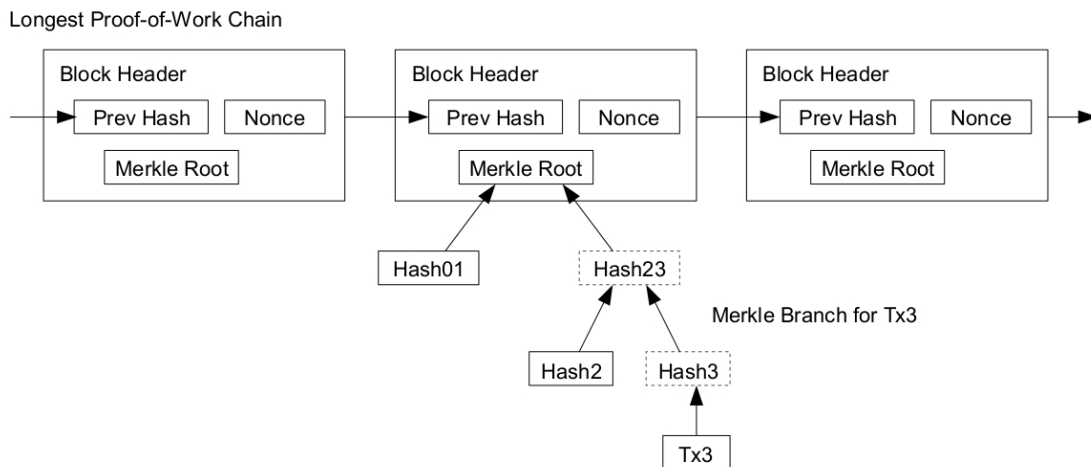 Longest Proof-of-Work Chain
Block Header
Block Header
Block Header
Prev Hash
Nonce
Prev Hash
Nonce
Prev Hash
Nonce
Merkle Root
Merkle Root
Merkle Root
Hash01
Hash23
Merkle Branch for Tx3
Hash2
Hash3
Tx3